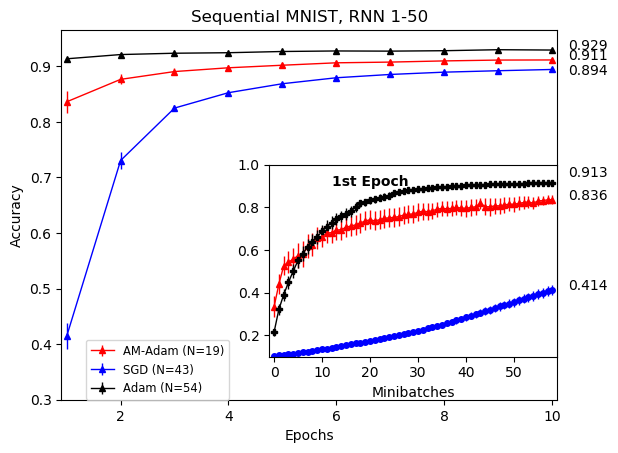 Sequential MNIST, RNN 1-50
Accuracy
0.9
0.8
0.7
0.6
0.5
0.4
0.3
0.929
0.911
0.894
1st Epoch
1.0
0.8
0.6
0.4
0.2
0.913
0.836
0.414
0 10 20 30 40 50
Minibatches
AM-Adam (N=19)
SGD (N=43)
Adam (N=54)
2 4 6 8 10
Epochs